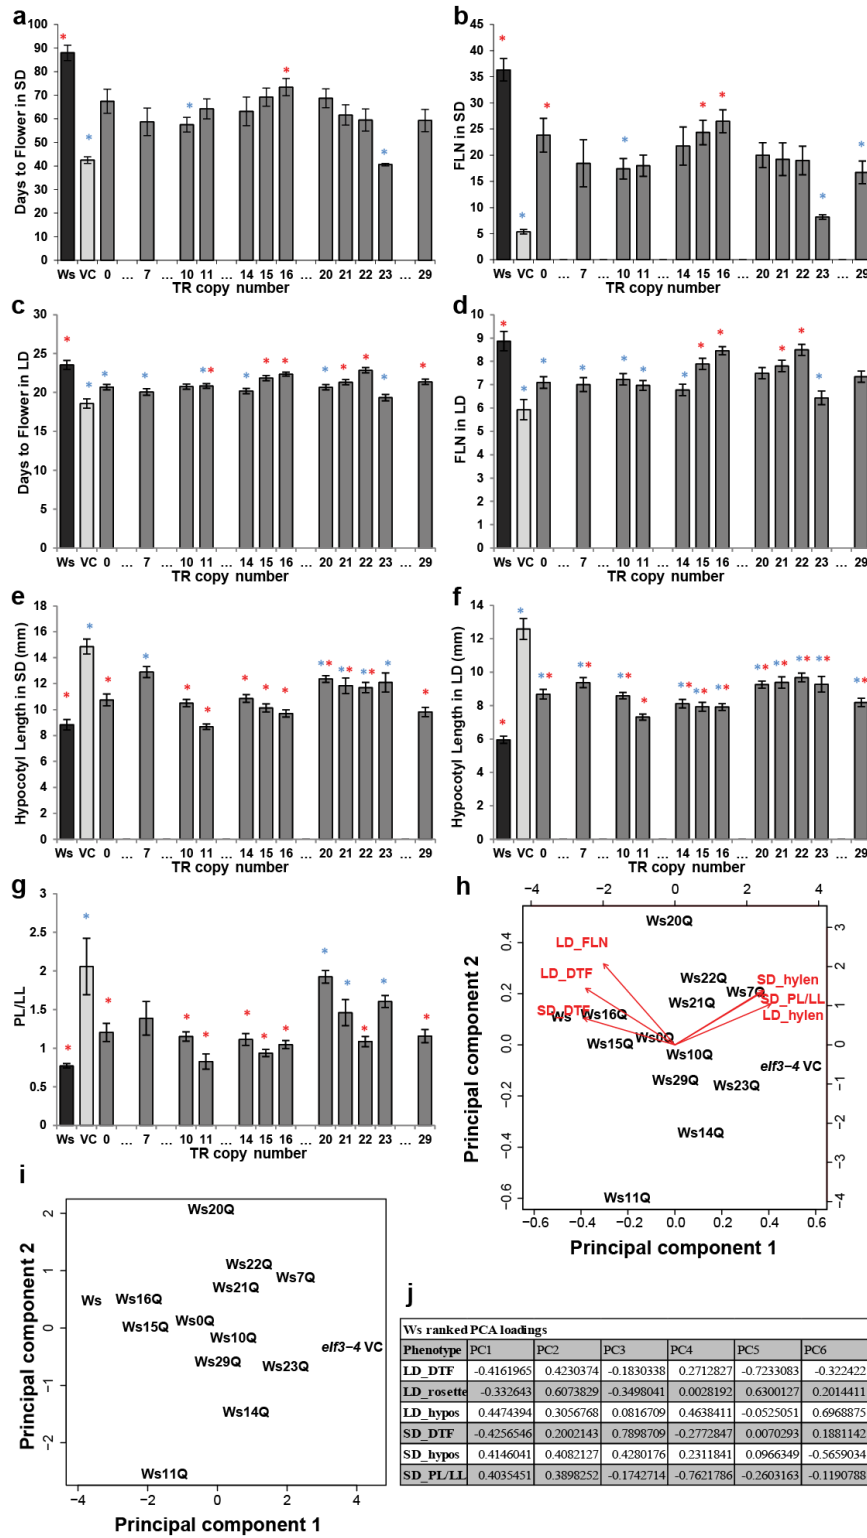 a
100
90
80
70
60
50
40
30
20
10
0
Days to Flower in SD
* * * * *
Ws VC 0 ... 7 ... 10 11 ... 14 15 16 ... 20 21 22 23 ... 29
TR copy number
b
45
40
35
30
25
20
15
10
5
0
FLN in SD
* * * * * * * *
Ws VC 0 ... 7 ... 10 11 ... 14 15 16 ... 20 21 22 23 ... 29
TR copy number
c
30
25
20
15
10
5
0
Days to Flower in LD
* * * * ** * * * * * * * *
Ws VC 0 ... 7 ... 10 11 ... 14 15 16 ... 20 21 22 23 ... 29
TR copy number
d
10
9
8
7
6
5
4
3
2
1
0
FLN in LD
* * * * * * * * * * * *
Ws VC 0 ... 7 ... 10 11 ... 14 15 16 ... 20 21 22 23 ... 29
TR copy number
e
18
16
14
12
10
8
6
4
2
0
Hypocotyl Length in SD (mm)
* * * * * * * * * ** ** ** * *
Ws VC 0 ... 7 ... 10 11 ... 14 15 16 ... 20 21 22 23 ... 29
TR copy number
f
14
12
10
8
6
4
2
0
Hypocotyl Length in LD (mm)
* * ** ** ** * ** ** ** ** ** ** ** **
Ws VC 0 ... 7 ... 10 11 ... 14 15 16 ... 20 21 22 23 ... 29
TR copy number
g
3
2.5
2
1.5
1
0.5
0
PL/LL
* * * * * * * * * * * * *
Ws VC 0 ... 7 ... 10 11 ... 14 15 16 ... 20 21 22 23 ... 29
TR copy number
h
−4 −2 0 2 4
Ws20Q
LD_FLN
LD_DTF
Ws22Q
SD_hylen
Ws7Q
SD_PL/LL
Ws21Q
SD_DTF
Ws
Ws16Q
LD_hylen
Ws0Q
Ws15Q
Ws10Q
elf3−4 VC
Ws29Q
Ws23Q
Ws14Q
Ws11Q
0.4
0.2
0.0
−0.2
−0.4
−0.6
3
2
1
0
−1
−2
−3
−4
Principal component 2
−0.6 −0.4 −0.2 0.0 0.2 0.4 0.6
Principal component 1
i
2
1
0
−1
−2
Principal component 2
Ws20Q
Ws22Q
Ws7Q
Ws21Q
Ws
Ws16Q
Ws15Q
Ws0Q
Ws10Q
elf3−4 VC
Ws29Q
Ws23Q
Ws14Q
Ws11Q
−4 −2 0 2 4
Principal component 1
j
Ws ranked PCA loadings
Phenotype PC1 PC2 PC3 PC4 PC5 PC6
LD_DTF -0.4161965 0.4230374 -0.1830338 0.2712827 -0.7233083 -0.322422
LD_rosette -0.332643 0.6073829 -0.3498041 0.0028192 0.6300127 0.2014411
LD_hypos 0.4474394 0.3056768 0.0816709 0.4638411 -0.0525051 0.6968875
SD_DTF -0.4256546 0.2002143 0.7898709 -0.2772847 0.0070293 0.1881142
SD_hypos 0.4146041 0.4082127 0.4280176 0.2311841 0.0966349 -0.5659034
SD_PL/LL 0.4035451 0.3898252 -0.1742714 -0.7621786 -0.2603163 -0.1190788